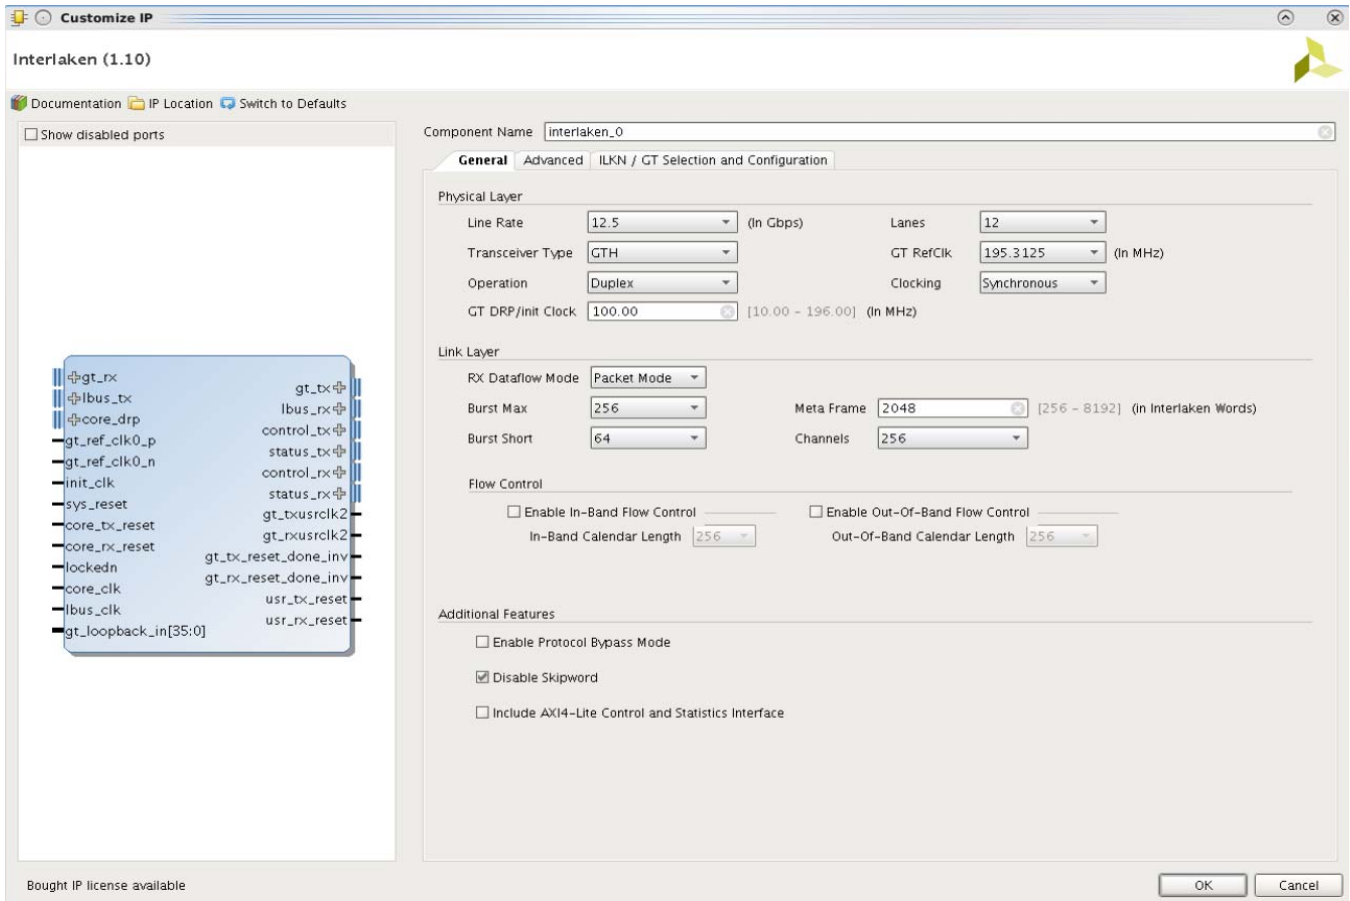 Customize IP
Interlaken (1.10)
Documentation IP Location Switch to Defaults
Show disabled ports
gt_rx
lbus_tx
core_drp
gt_ref_clk0_p
gt_ref_clk0_n
init_clk
sys_reset
core_tx_reset
core_rx_reset
lockedn
core_clk
lbus_clk
gt_loopback_in[35:0]
gt_tx
lbus_rx
control_tx
status_tx
control_rx
status_rx
gt_txusrclk2
gt_rxusrclk2
gt_tx_reset_done_inv
gt_rx_reset_done_inv
usr_tx_reset
usr_rx_reset
Component Name interlaken_0
General Advanced ILKN / GT Selection and Configuration
Physical Layer
Line Rate 12.5 (In Gbps) Lanes 12
Transceiver Type GTH GT RefClk 195.3125 (In MHz)
Operation Duplex Clocking Synchronous
GT DRP/init Clock 100.00 [10.00 - 196.00] (In MHz)
Link Layer
RX Dataflow Mode Packet Mode
Burst Max 256 Meta Frame 2048 [256 - 8192] (in Interlaken Words)
Burst Short 64 Channels 256
Flow Control
Enable In-Band Flow Control Enable Out-Of-Band Flow Control
In-Band Calendar Length 256 Out-Of-Band Calendar Length 256
Additional Features
Enable Protocol Bypass Mode
Disable Skipword
Include AXI4-Lite Control and Statistics Interface
Bought IP license available
OK Cancel